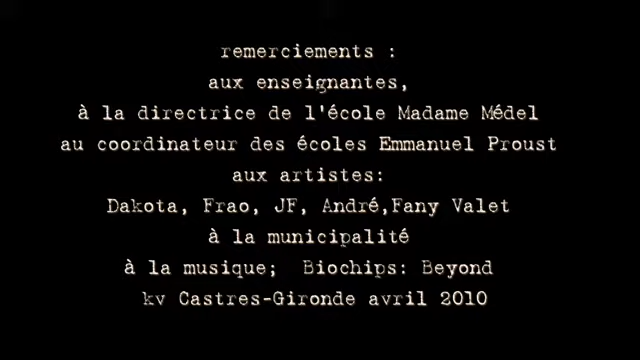 remerciements :
aux enseignantes,
à la directrice de l'école Madame Médel
au coordinateur des écoles Emmanuel Proust
aux artistes:
Dakota, Frao, JF, André,Fany Valet
à la municipalité
à la musique;  Biochips: Beyond
kv Castres-Gironde avril 2010